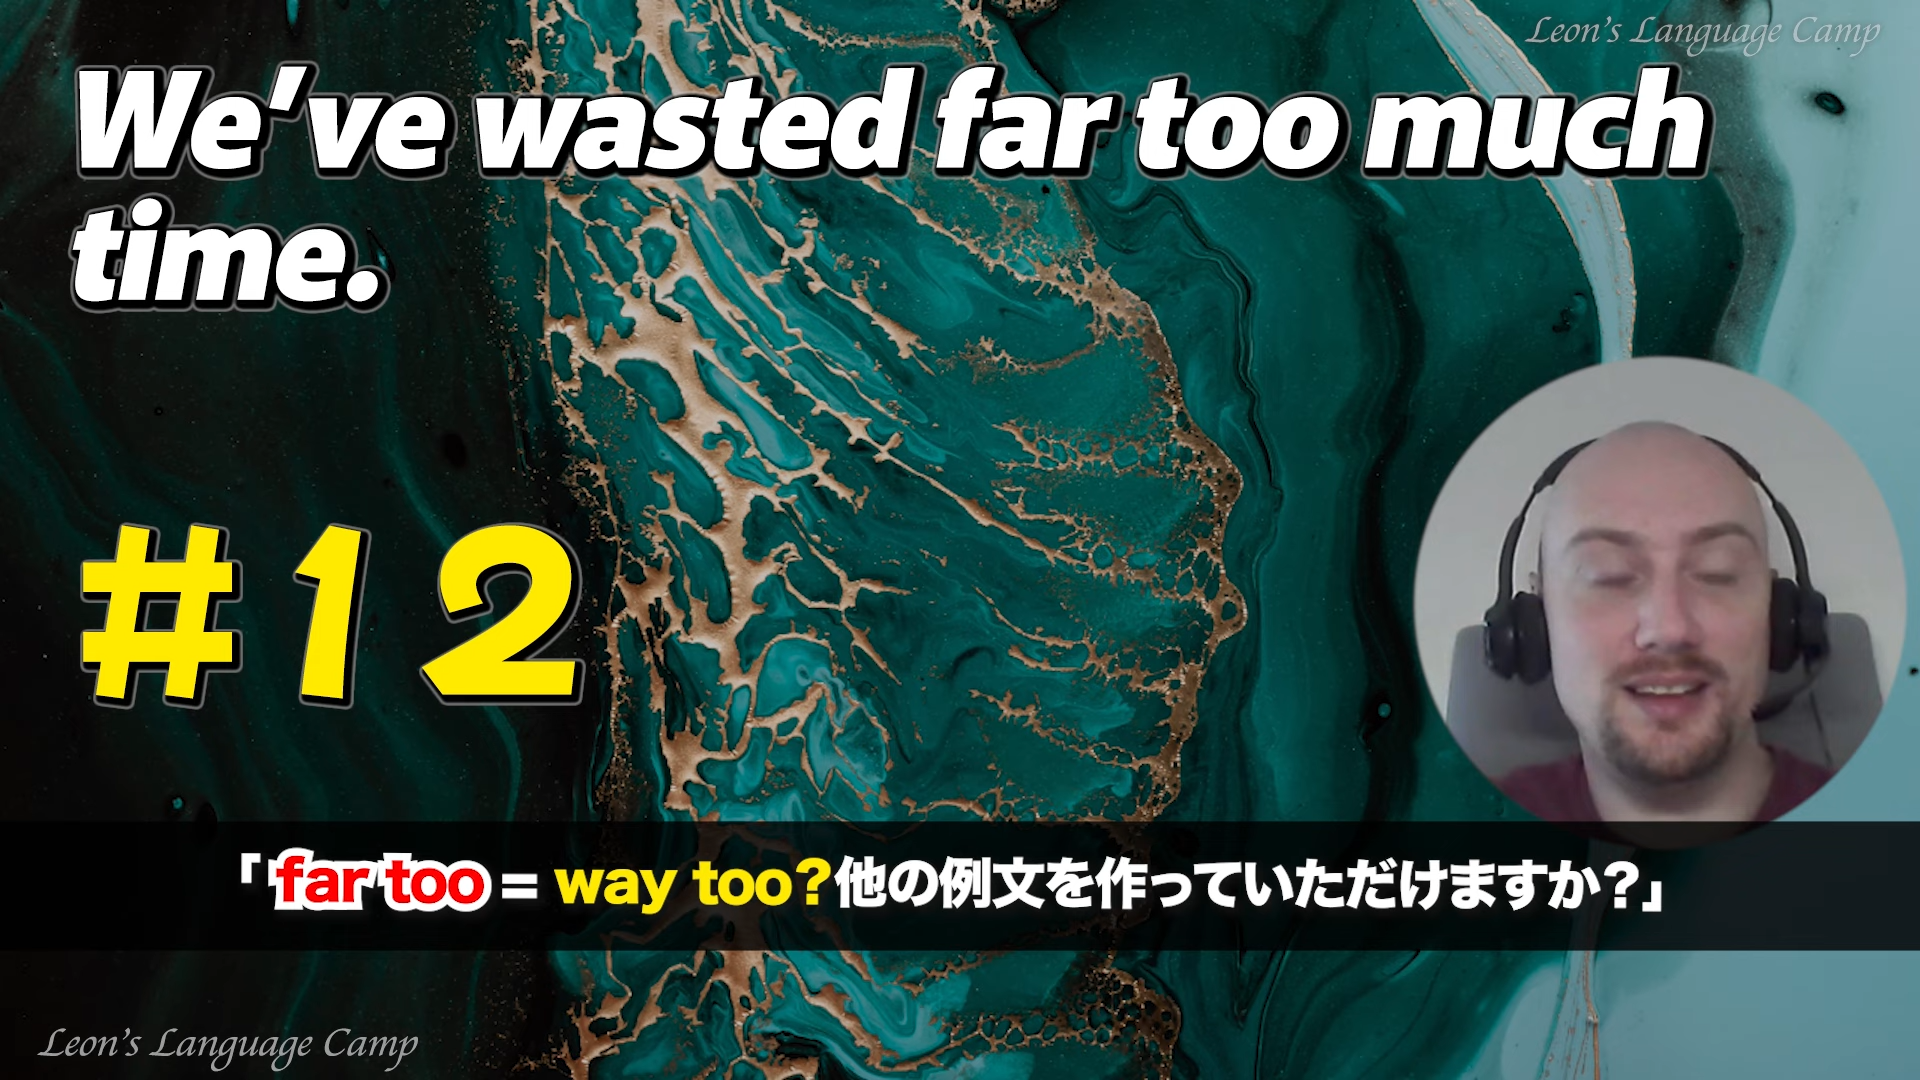 Leon's Language Camp
We've wasted far too much
time.
#12
「far too = way too?他の例文を作っていただけますか?」
Leon's Language Camp